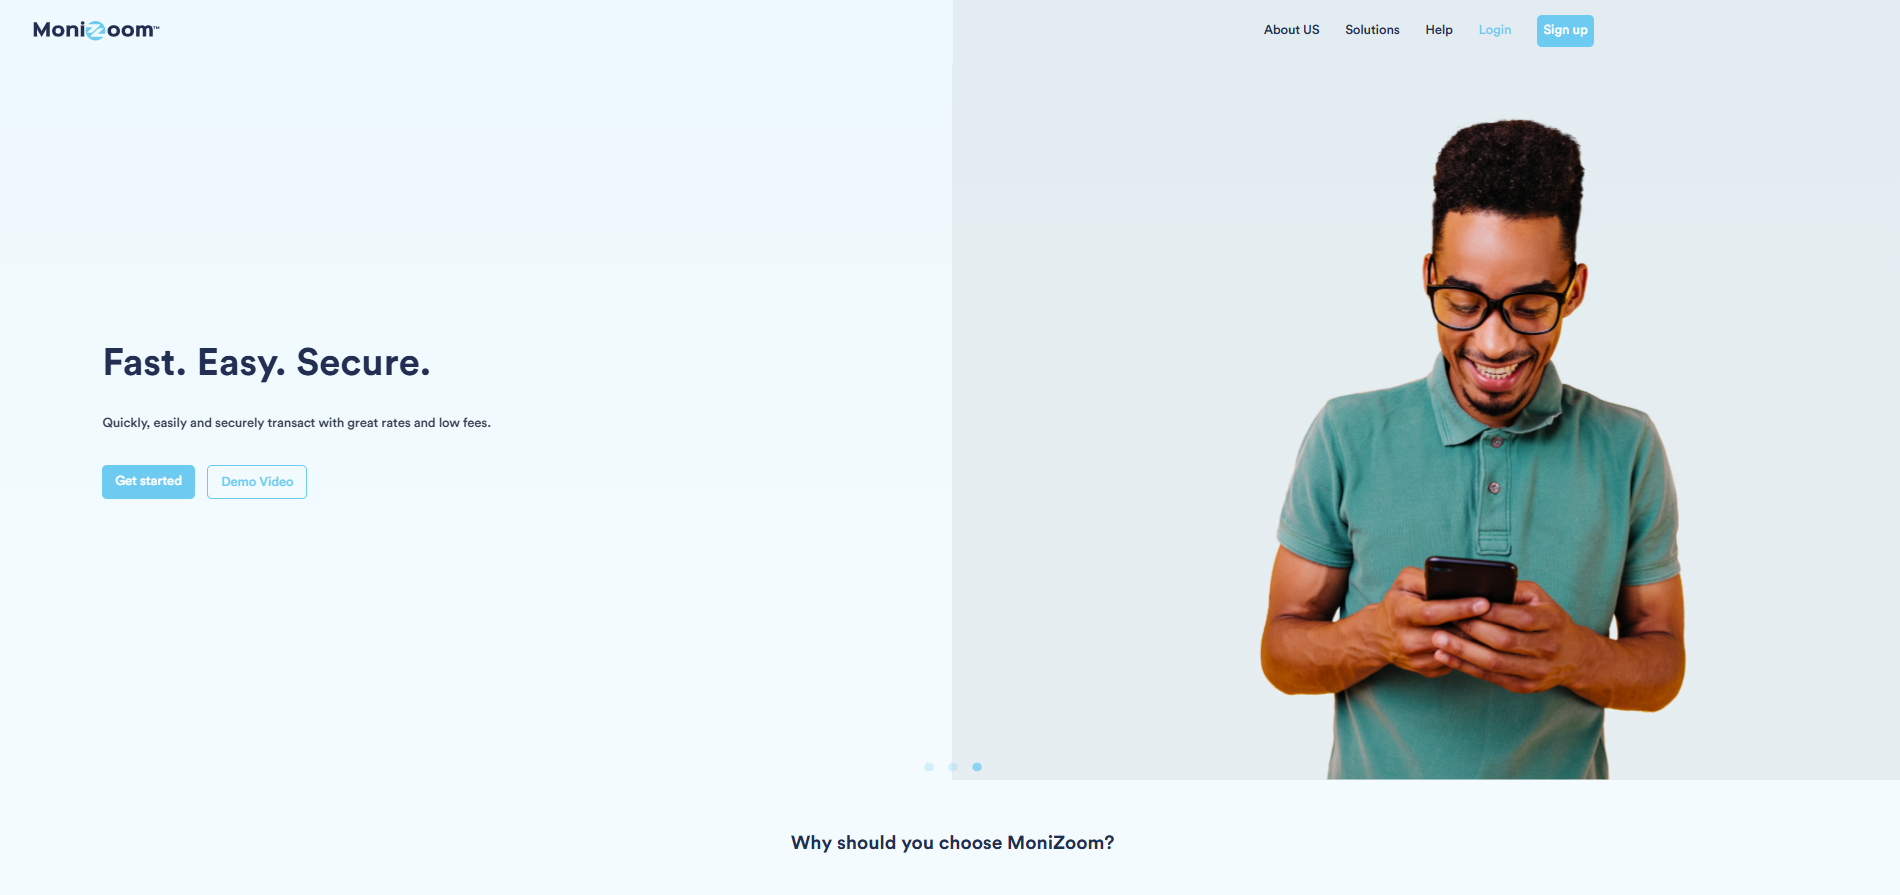 MoniZoom™
About US
Solutions
Help
Login
Sign up
Fast. Easy. Secure.
Quickly, easily and securely transact with great rates and low fees.
Get started
Demo Video
Why should you choose MoniZoom?